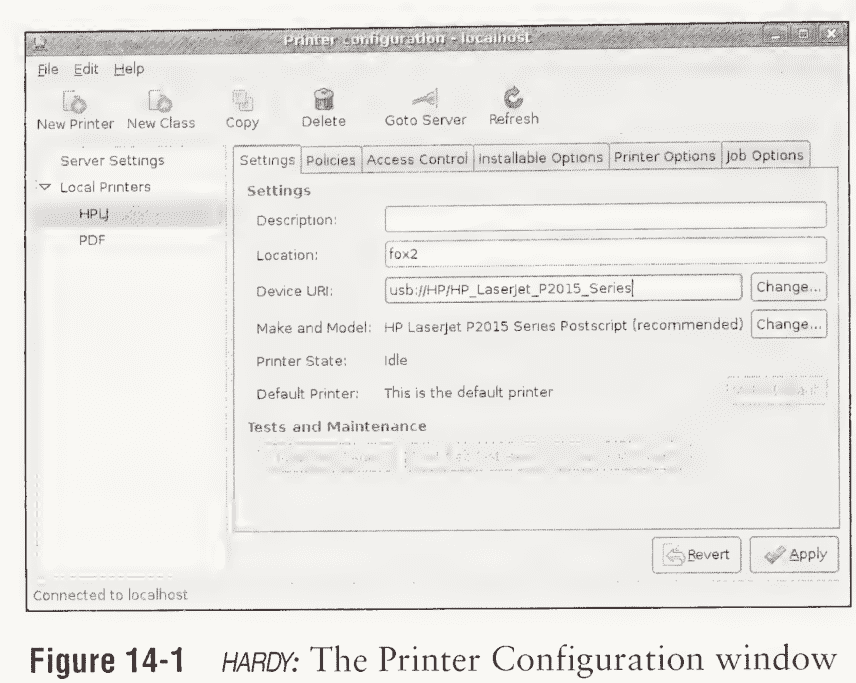 Printer configuration - localhost
File Edit Help
New Printer New Class Copy Delete Goto Server Refresh
Server Settings
Local Printers
HPLJ
PDF
Settings Policies Access Control Installable Options Printer Options Job Options
Settings
Description:
Location: fox2
Device URI: usb://HP/HP_LaserJet_P2015_Series Change...
Make and Model: HP LaserJet P2015 Series Postscript (recommended) Change...
Printer State: Idle
Default Printer: This is the default printer
Tests and Maintenance
Revert Apply
Connected to localhost
Figure 14-1 HARDY: The Printer Configuration window